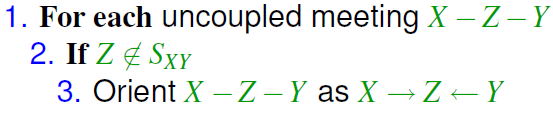 1. For each uncoupled meeting X – Z – Y
2. If Z ∉ S_XY
3. Orient X – Z – Y as X → Z ← Y